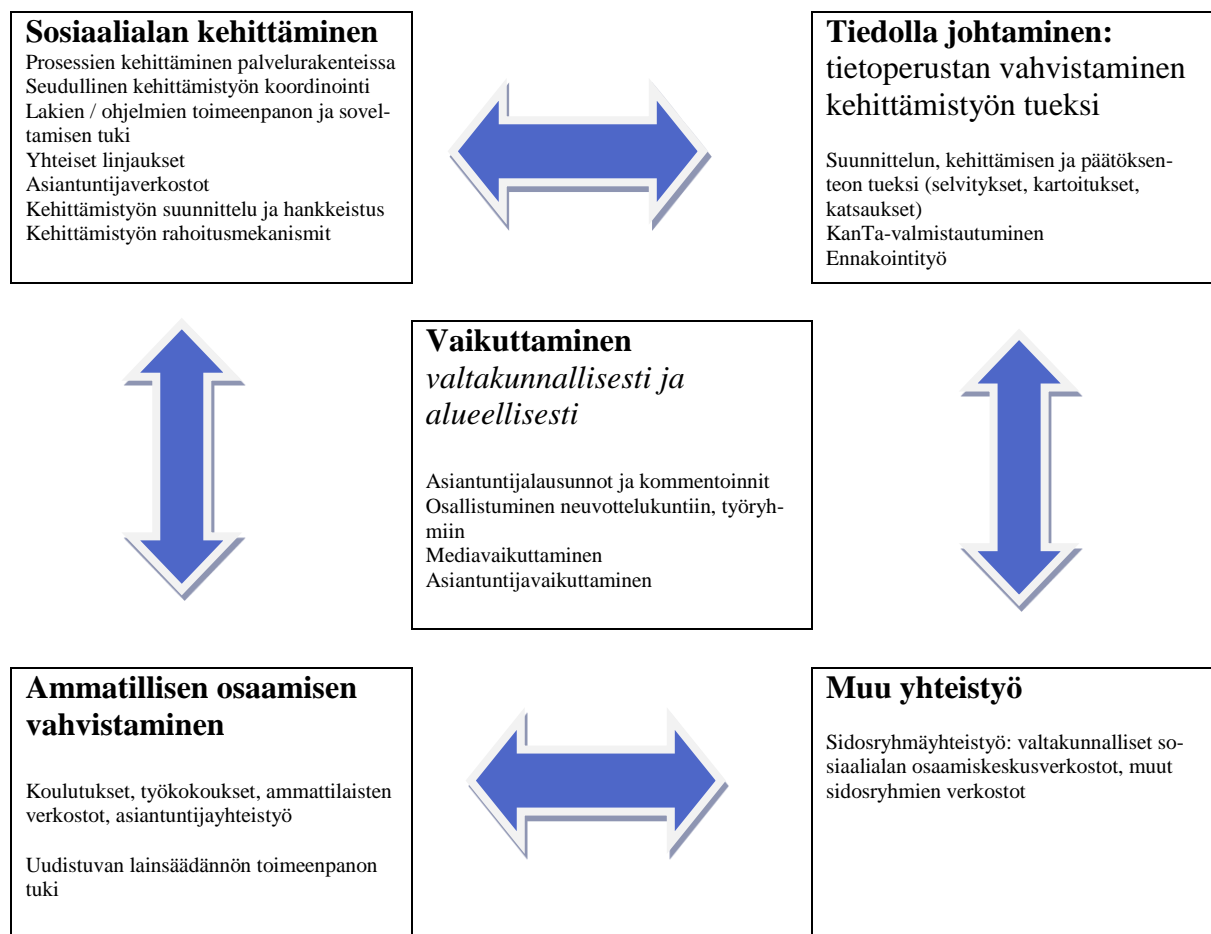 Sosiaalialan kehittäminen
Prosessien kehittäminen palvelurakenteissa
Seudullinen kehittämistyön koordinointi
Lakien / ohjelmien toimeenpanon ja sovel-
tamisen tuki
Yhteiset linjaukset
Asiantuntijaverkostot
Kehittämistyön suunnittelu ja hankkeistus
Kehittämistyön rahoitusmekanismit
Tiedolla johtaminen:
tietoperustan vahvistaminen
kehittämistyön tueksi
Suunnittelun, kehittämisen ja päätöksen-
teon tueksi (selvitykset, kartoitukset,
katsaukset)
KanTa-valmistautuminen
Ennakointityö
Vaikuttaminen
valtakunnallisesti ja
alueellisesti
Asiantuntijalausunnot ja kommentoinnit
Osallistuminen neuvottelukuntiin, työryh-
miin
Mediavaikuttaminen
Asiantuntijavaikuttaminen
Ammatillisen osaamisen
vahvistaminen
Koulutukset, työkokoukset, ammattilaisten
verkostot, asiantuntijayhteistyö
Uudistuvan lainsäädännön toimeenpanon
tuki
Muu yhteistyö
Sidosryhmäyhteistyö: valtakunnalliset so-
siaalialan osaamiskeskusverkostot, muut
sidosryhmien verkostot